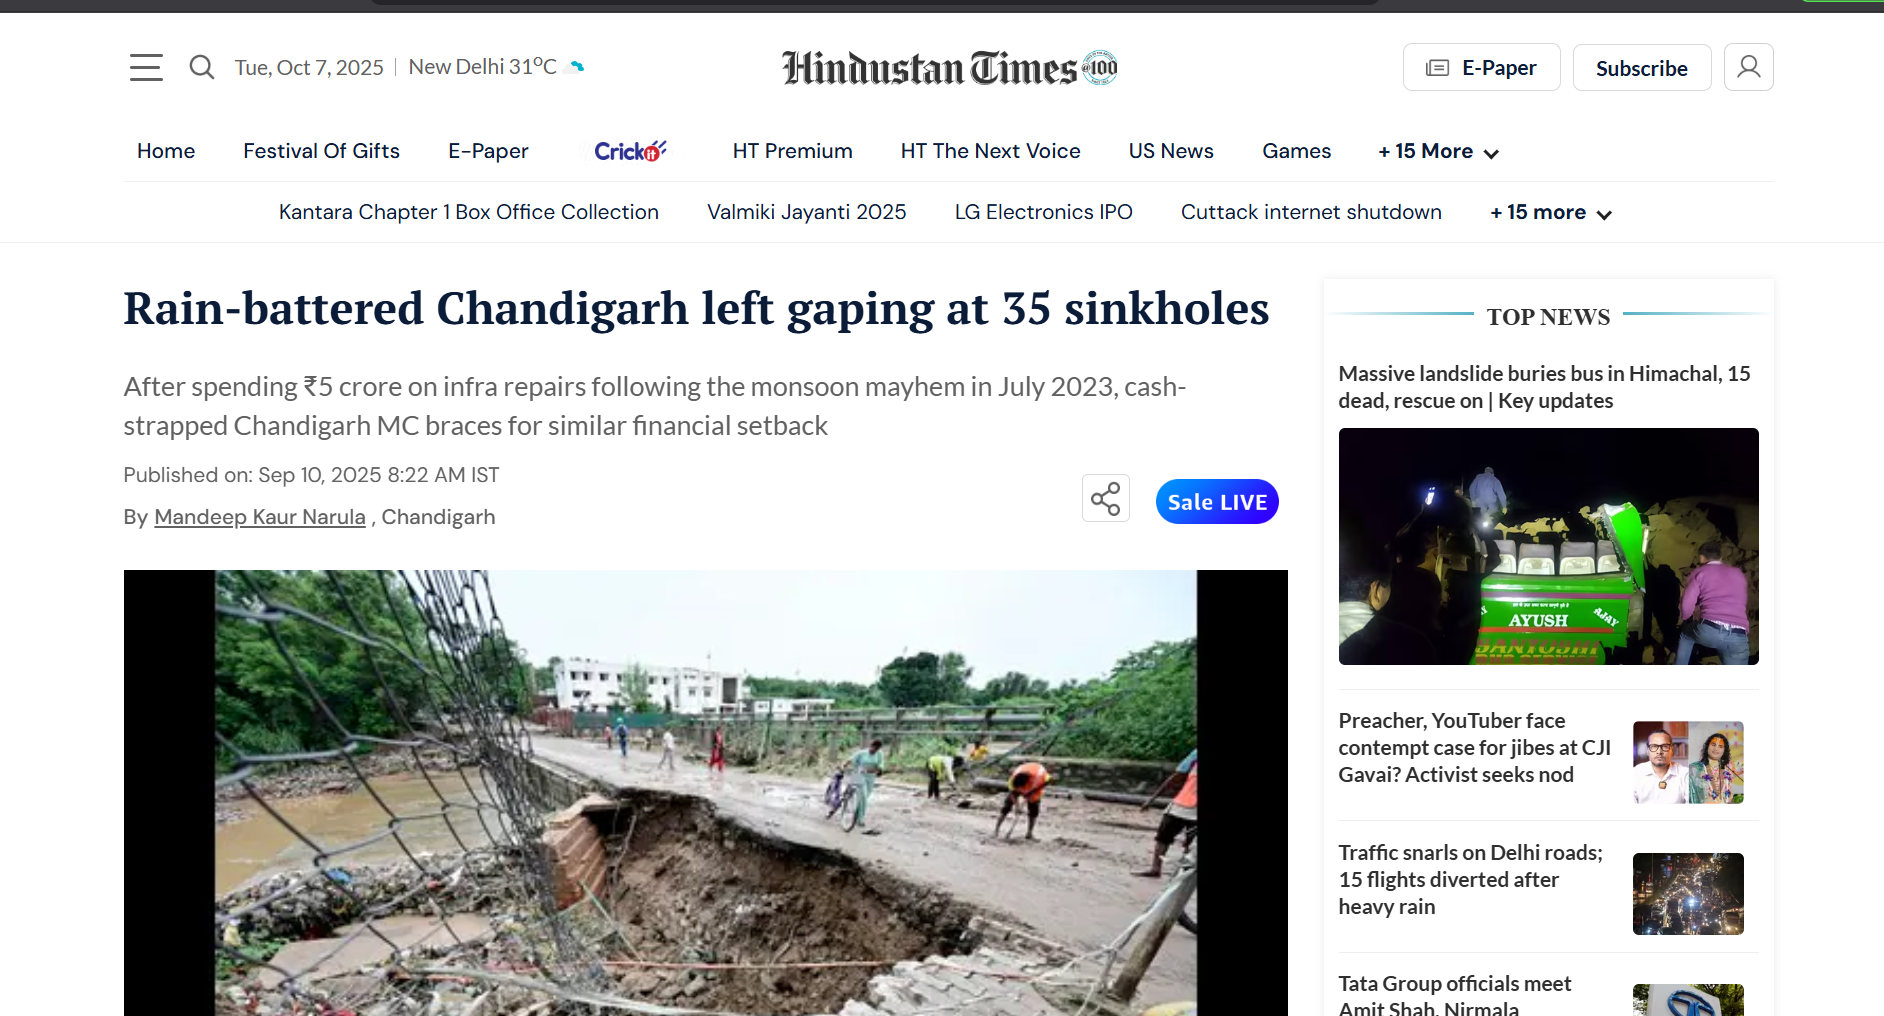 Tue, Oct 7, 2025 | New Delhi 31°C
Hindustan Times @100
E-Paper
Subscribe
Home
Festival Of Gifts
E-Paper
Crickit
HT Premium
HT The Next Voice
US News
Games
+ 15 More
Kantara Chapter 1 Box Office Collection
Valmiki Jayanti 2025
LG Electronics IPO
Cuttack internet shutdown
+ 15 more
Rain-battered Chandigarh left gaping at 35 sinkholes
After spending ₹5 crore on infra repairs following the monsoon mayhem in July 2023, cash-
strapped Chandigarh MC braces for similar financial setback
Published on: Sep 10, 2025 8:22 AM IST
By Mandeep Kaur Narula , Chandigarh
Sale LIVE
TOP NEWS
Massive landslide buries bus in Himachal, 15
dead, rescue on | Key updates
AYUSH
AJAY
SANTOSHI
Preacher, YouTuber face
contempt case for jibes at CJI
Gavai? Activist seeks nod
Traffic snarls on Delhi roads;
15 flights diverted after
heavy rain
Tata Group officials meet
Amit Shah, Nirmala